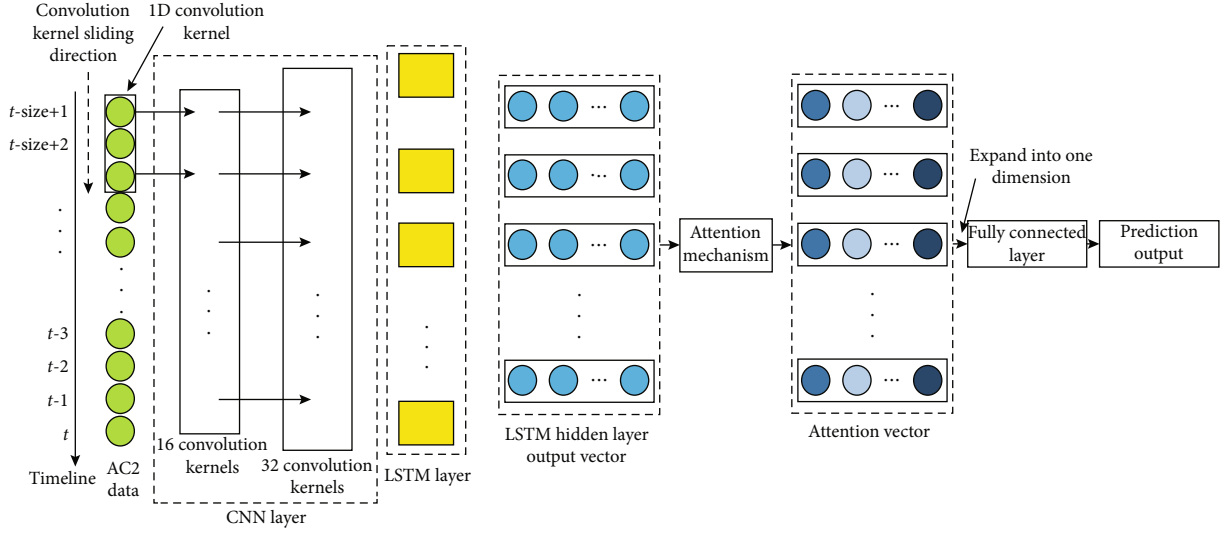 Convolution
kernel sliding
direction
1D convolution
kernel
t-size+1
t-size+2
t-3
t-2
t-1
t
Timeline
AC2
data
16 convolution
kernels
32 convolution
kernels
CNN layer
LSTM layer
LSTM hidden layer
output vector
Attention
mechanism
Attention vector
Expand into one
dimension
Fully connected
layer
Prediction
output